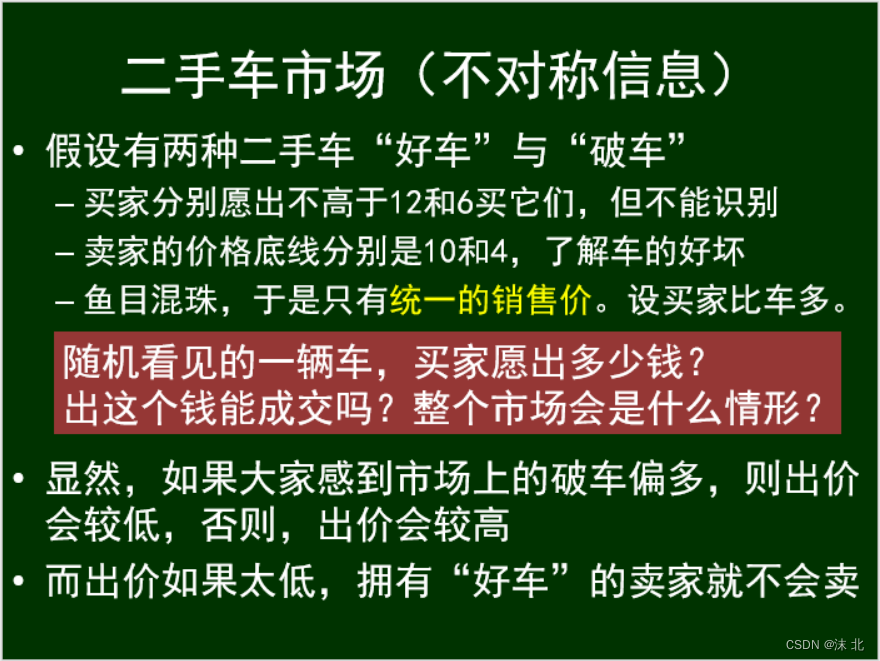 二手车市场（不对称信息）
• 假设有两种二手车“好车”与“破车”
– 买家分别愿出不高于12和6买它们，但不能识别
– 卖家的价格底线分别是10和4，了解车的好坏
– 鱼目混珠，于是只有统一的销售价。设买家比车多。
随机看见的一辆车，买家愿出多少钱？
出这个钱能成交吗？整个市场会是什么情形？
• 显然，如果大家感到市场上的破车偏多，则出价
会较低，否则，出价会较高
• 而出价如果太低，拥有“好车”的卖家就不会卖
CSDN @沫 北